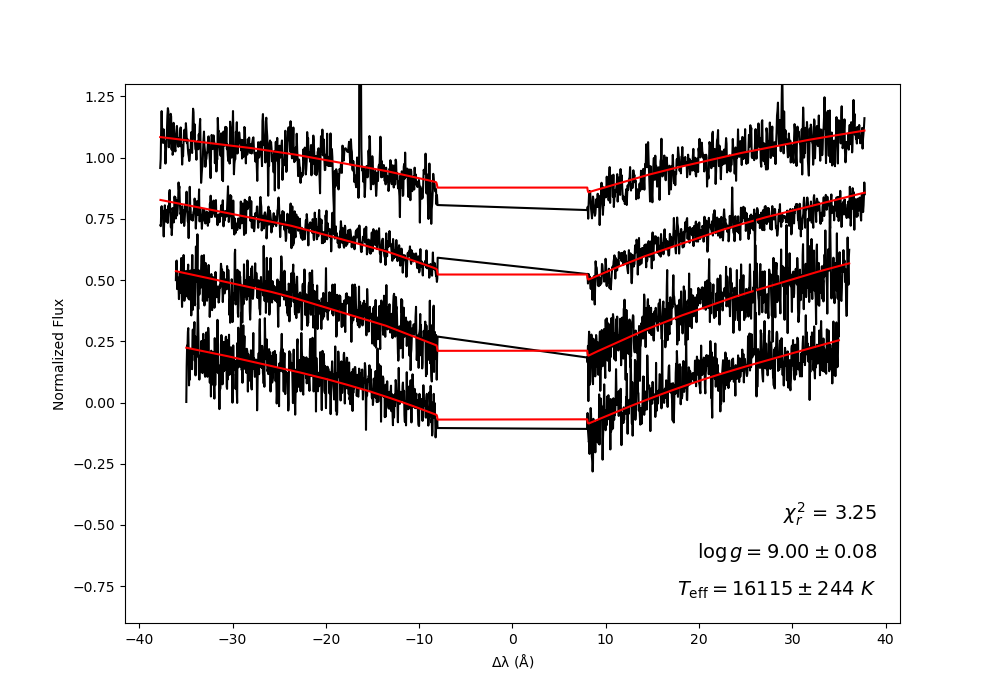 1.25
1.00
0.75
0.50
0.25
0.00
−0.25
−0.50
−0.75
Normalized Flux
χ²ᵣ = 3.25
log g = 9.00 ± 0.08
T_eff = 16115 ± 244 K
−40 −30 −20 −10 0 10 20 30 40
Δλ (Å)